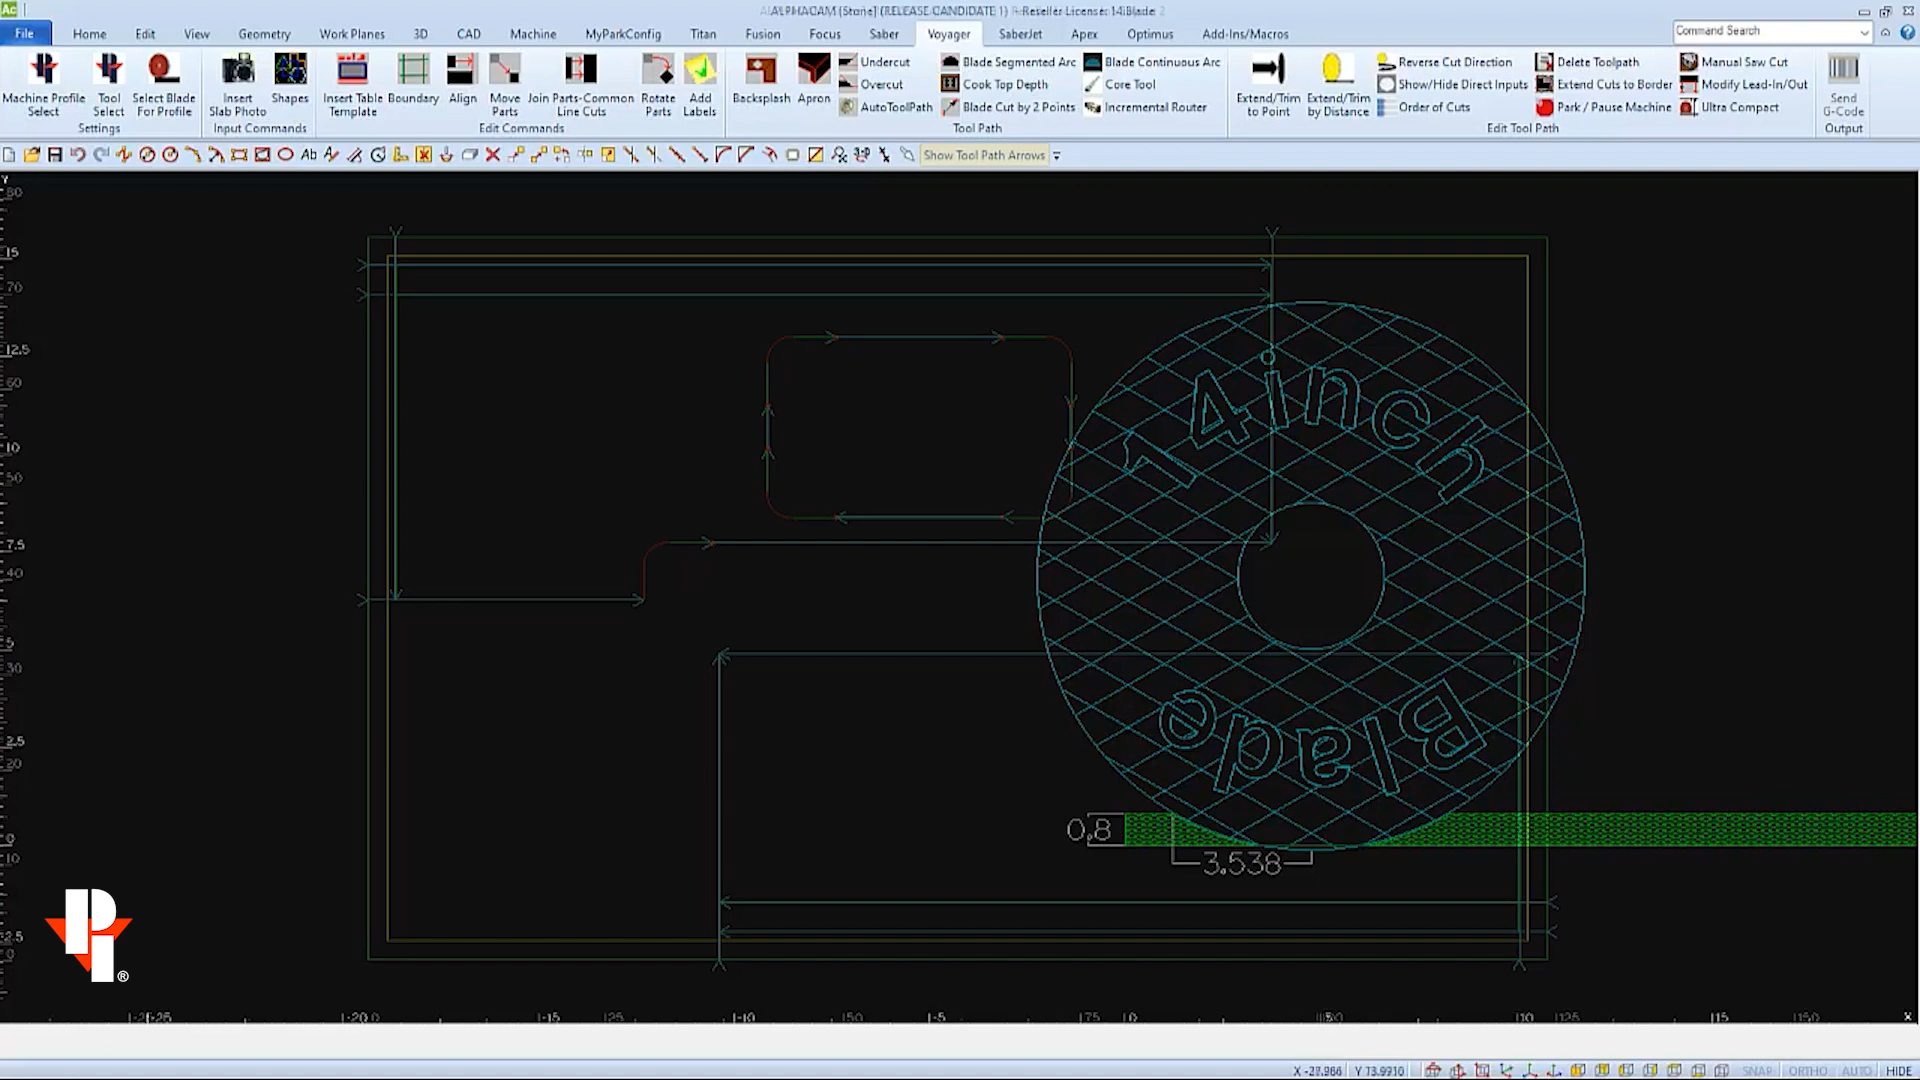 ALPHACAM [Stone] (RELEASE CANDIDATE 1)
File Home Edit View Geometry Work Planes 3D CAD Machine MyParkConfig Titan Fusion Focus Saber Voyager SaberJet Apex Optimus Add-Ins/Macros Command Search
Undercut Blade Segmented Arc Blade Continuous Arc Reverse Cut Direction Delete Toolpath Manual Saw Cut
Overcut Cook Top Depth Core Tool Show/Hide Direct Inputs Extend Cuts to Border Modify Lead-In/Out
AutoToolPath Blade Cut by 2 Points Incremental Router Order of Cuts Park / Pause Machine Ultra Compact
Machine Profile Select Tool Select Select Blade For Profile Insert Slab Photo Shapes Insert Table Template Boundary Align Move Parts Join Parts-Common Line Cuts Rotate Parts Add Labels Backsplash Apron Extend/Trim to Point Extend/Trim by Distance Send G-Code
Settings Input Commands Edit Commands Tool Path Edit Tool Path Output
Show Tool Path Arrows
14inch
Blade
0.8
3.538
PI ®
SNAP ORTHO AUTO HIDE